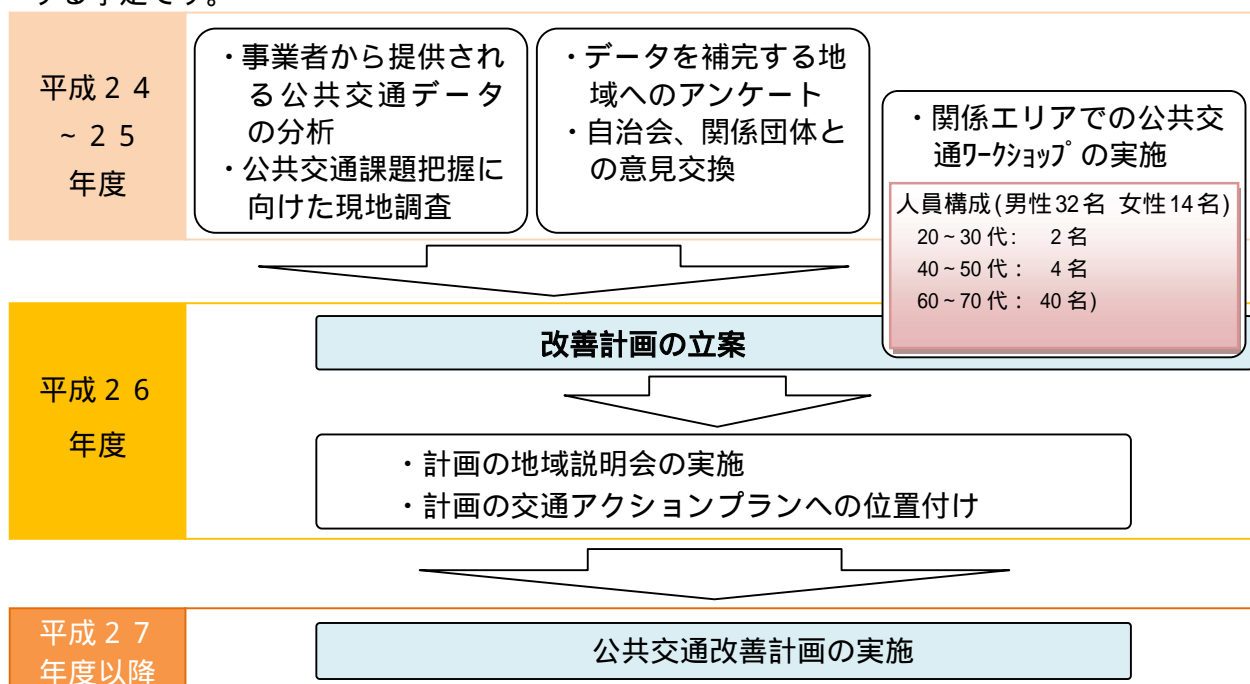 する予定です。
平成２４
～２５
年度
・事業者から提供され
る公共交通データ
の分析
・公共交通課題把握に
向けた現地調査
・データを補完する地
域へのアンケート
・自治会、関係団体と
の意見交換
・関係エリアでの公共交
通ﾜｰｸｼｮｯﾌﾟの実施
人員構成(男性32名 女性14名)
20～30代： 2名
40～50代： 4名
60～70代： 40名)
平成２６
年度
改善計画の立案
・計画の地域説明会の実施
・計画の交通アクションプランへの位置付け
平成２７
年度以降
公共交通改善計画の実施